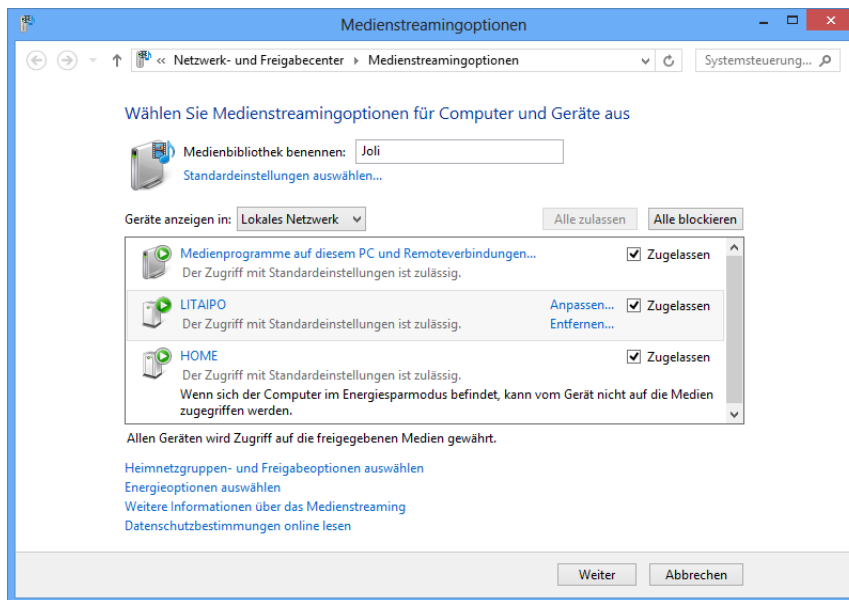 Medienstreamingoptionen
« Netzwerk- und Freigabecenter Medienstreamingoptionen Systemsteuerung...
Wählen Sie Medienstreamingoptionen für Computer und Geräte aus
Medienbibliothek benennen: Joli
Standardeinstellungen auswählen...
Geräte anzeigen in: Lokales Netzwerk Alle zulassen Alle blockieren
Medienprogramme auf diesem PC und Remoteverbindungen... Zugelassen
Der Zugriff mit Standardeinstellungen ist zulässig.
LITAIPO Anpassen... Zugelassen
Der Zugriff mit Standardeinstellungen ist zulässig. Entfernen...
HOME Zugelassen
Der Zugriff mit Standardeinstellungen ist zulässig.
Wenn sich der Computer im Energiesparmodus befindet, kann vom Gerät nicht auf die Medien
zugegriffen werden.
Allen Geräten wird Zugriff auf die freigegebenen Medien gewährt.
Heimnetzgruppen- und Freigabeoptionen auswählen
Energieoptionen auswählen
Weitere Informationen über das Medienstreaming
Datenschutzbestimmungen online lesen
Weiter Abbrechen